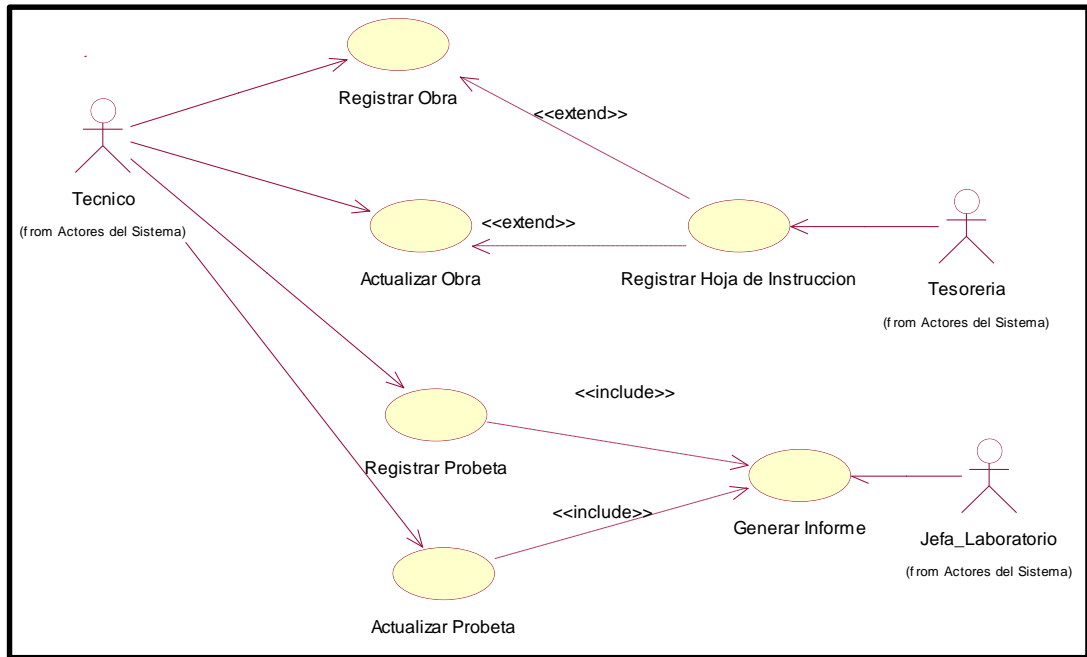 Registrar Obra
<<extend>>
Tecnico
(from Actores del Sistema)
<<extend>>
Actualizar Obra
Registrar Hoja de Instruccion
Tesoreria
(from Actores del Sistema)
<<include>>
Registrar Probeta
<<include>>
Generar Informe
Jefa_Laboratorio
(from Actores del Sistema)
Actualizar Probeta